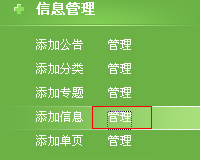 信息管理
添加公告 管理
添加分类 管理
添加专题 管理
添加信息 管理
添加单页 管理